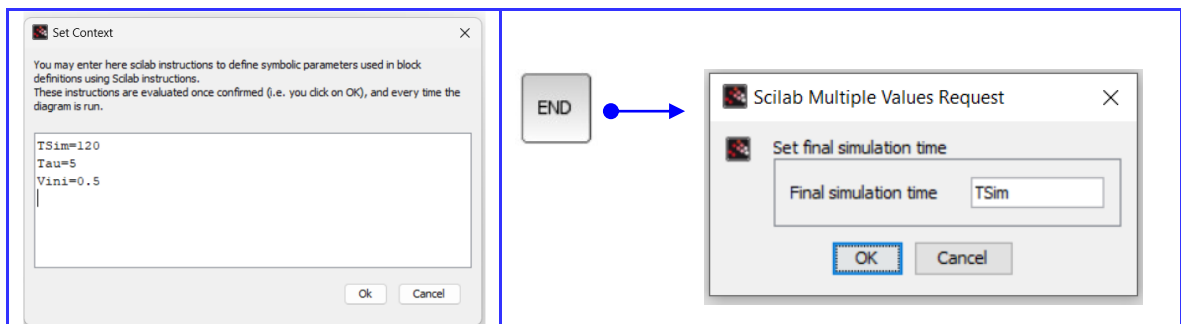 Set Context
You may enter here scilab instructions to define symbolic parameters used in block
definitions using Scilab instructions.
These instructions are evaluated once confirmed (i.e. you click on OK), and every time the
diagram is run.
TSim=120
Tau=5
Vini=0.5
Ok Cancel
END
Scilab Multiple Values Request
Set final simulation time
Final simulation time TSim
OK Cancel